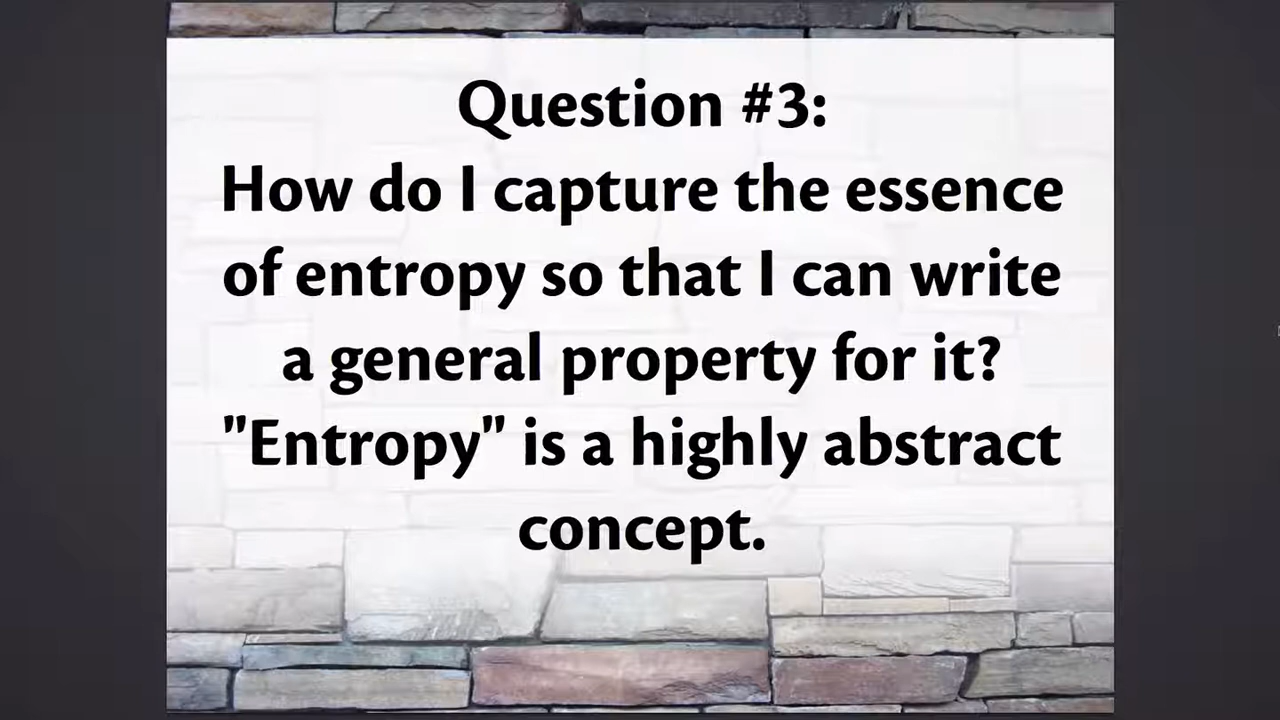 Question #3:
How do I capture the essence
of entropy so that I can write
a general property for it?
"Entropy" is a highly abstract
concept.